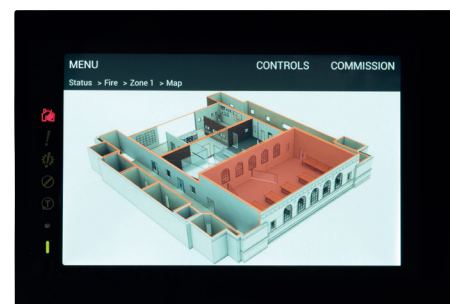 MENU
CONTROLS
COMMISSION
Status > Fire > Zone 1 > Map